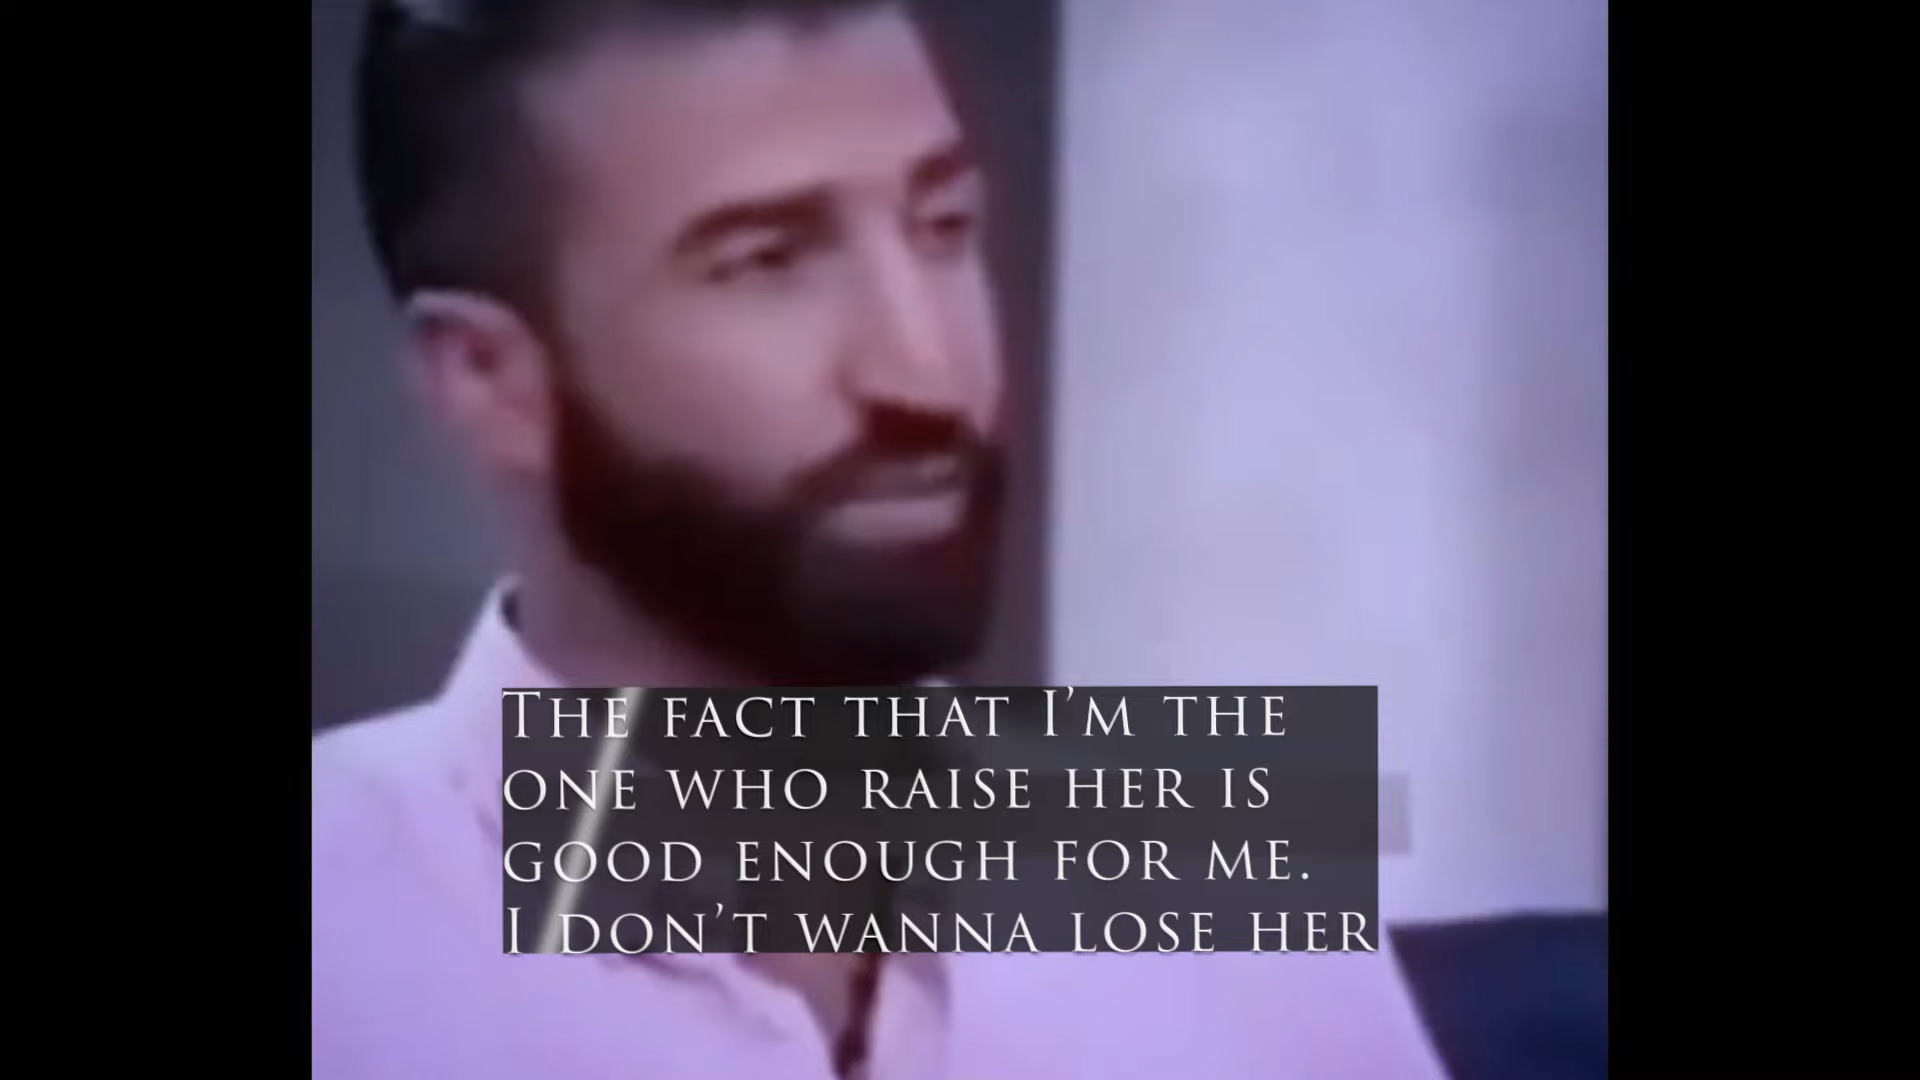 The fact that I'm the
one who raise her is
good enough for me.
I don't wanna lose her